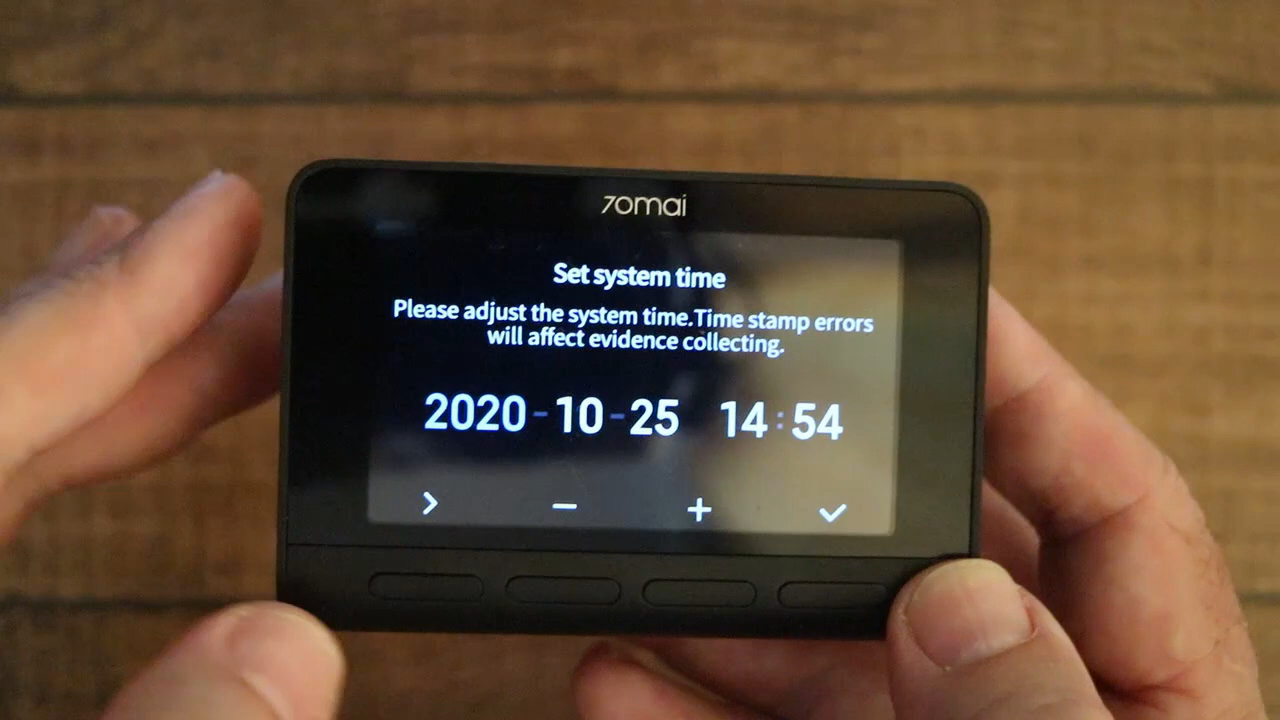 70mai
Set system time
Please adjust the system time.Time stamp errors
will affect evidence collecting.
2020-10-25 14:54
> − + ✓